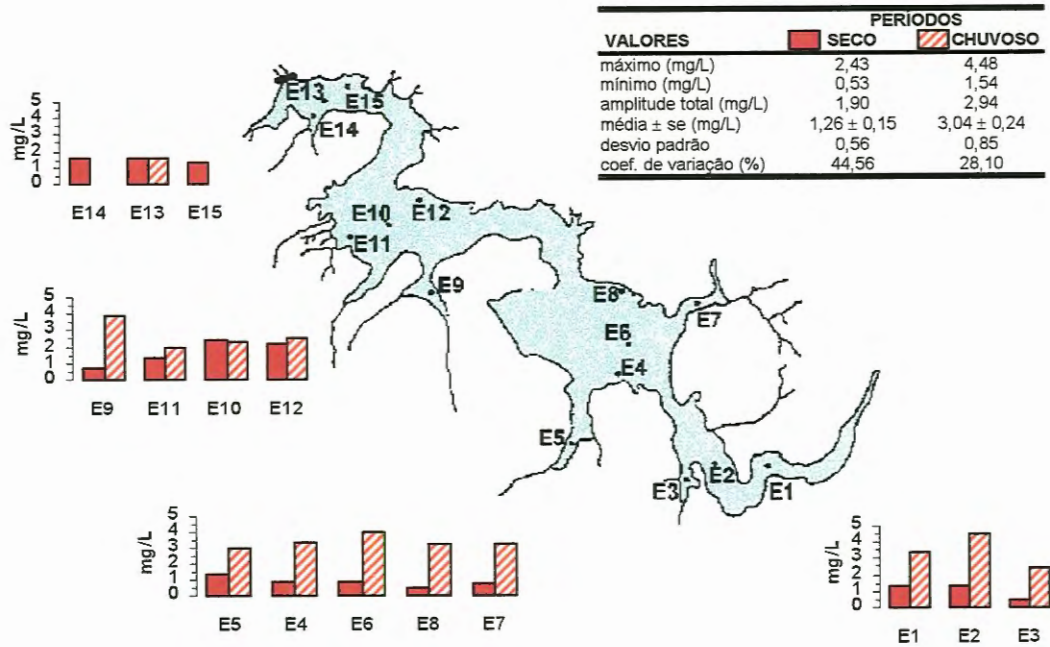 PERÍODOS
VALORES SECO CHUVOSO
máximo (mg/L) 2,43 4,48
mínimo (mg/L) 0,53 1,54
amplitude total (mg/L) 1,90 2,94
média ± se (mg/L) 1,26 ± 0,15 3,04 ± 0,24
desvio padrão 0,56 0,85
coef. de variação (%) 44,56 28,10
mg/L
5
4
3
2
1
0
E14 E13 E15
E13
E15
E14
E10
E12
E11
E9
E8
E7
E6
E4
E5
E3
E2
E1
mg/L
5
4
3
2
1
0
E9 E11 E10 E12
mg/L
5
4
3
2
1
0
E5 E4 E6 E8 E7
mg/L
5
4
3
2
1
0
E1 E2 E3